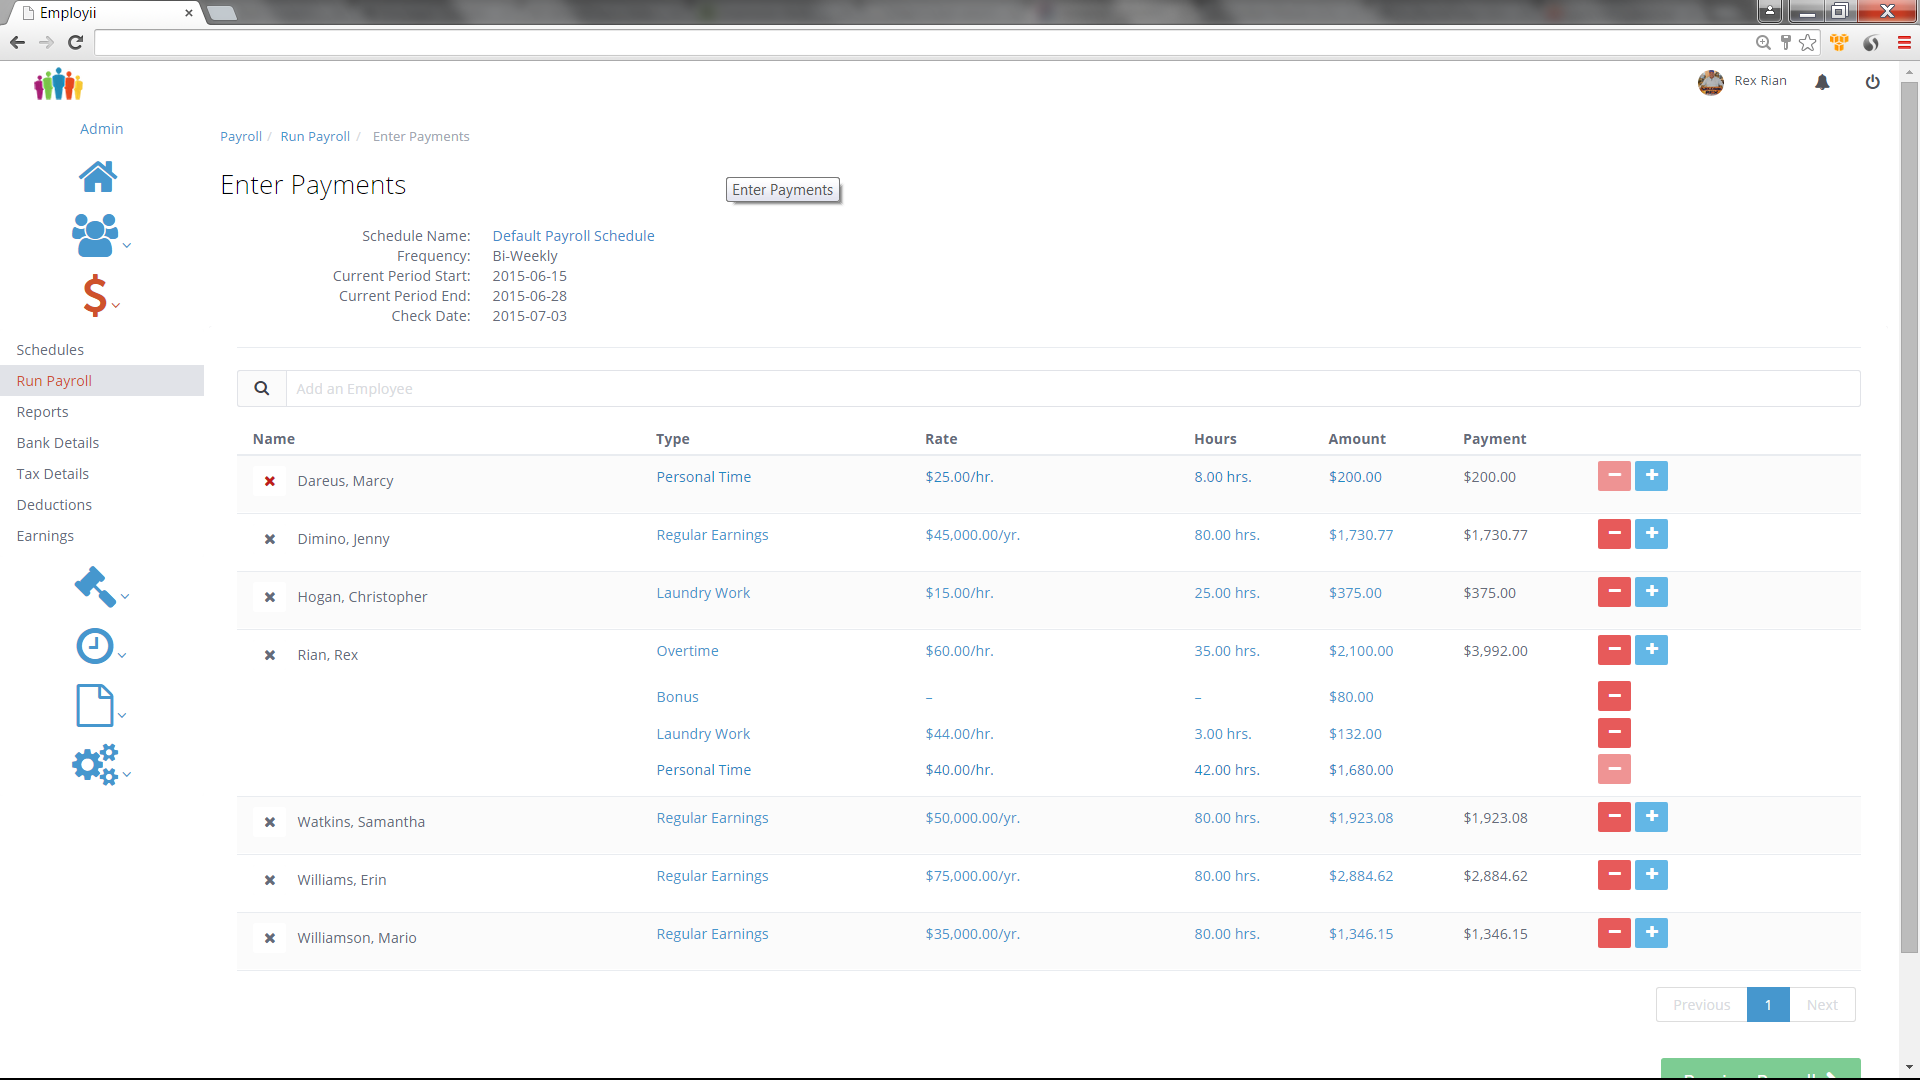 Employii
Rex Rian
Admin
Payroll / Run Payroll / Enter Payments
Enter Payments
Enter Payments
Schedule Name: Default Payroll Schedule
Frequency: Bi-Weekly
Current Period Start: 2015-06-15
Current Period End: 2015-06-28
Check Date: 2015-07-03
Schedules
Run Payroll
Reports
Bank Details
Tax Details
Deductions
Earnings
Add an Employee
Name Type Rate Hours Amount Payment
Dareus, Marcy Personal Time $25.00/hr. 8.00 hrs. $200.00 $200.00
Dimino, Jenny Regular Earnings $45,000.00/yr. 80.00 hrs. $1,730.77 $1,730.77
Hogan, Christopher Laundry Work $15.00/hr. 25.00 hrs. $375.00 $375.00
Rian, Rex Overtime $60.00/hr. 35.00 hrs. $2,100.00 $3,992.00
Bonus – – $80.00
Laundry Work $44.00/hr. 3.00 hrs. $132.00
Personal Time $40.00/hr. 42.00 hrs. $1,680.00
Watkins, Samantha Regular Earnings $50,000.00/yr. 80.00 hrs. $1,923.08 $1,923.08
Williams, Erin Regular Earnings $75,000.00/yr. 80.00 hrs. $2,884.62 $2,884.62
Williamson, Mario Regular Earnings $35,000.00/yr. 80.00 hrs. $1,346.15 $1,346.15
Previous 1 Next